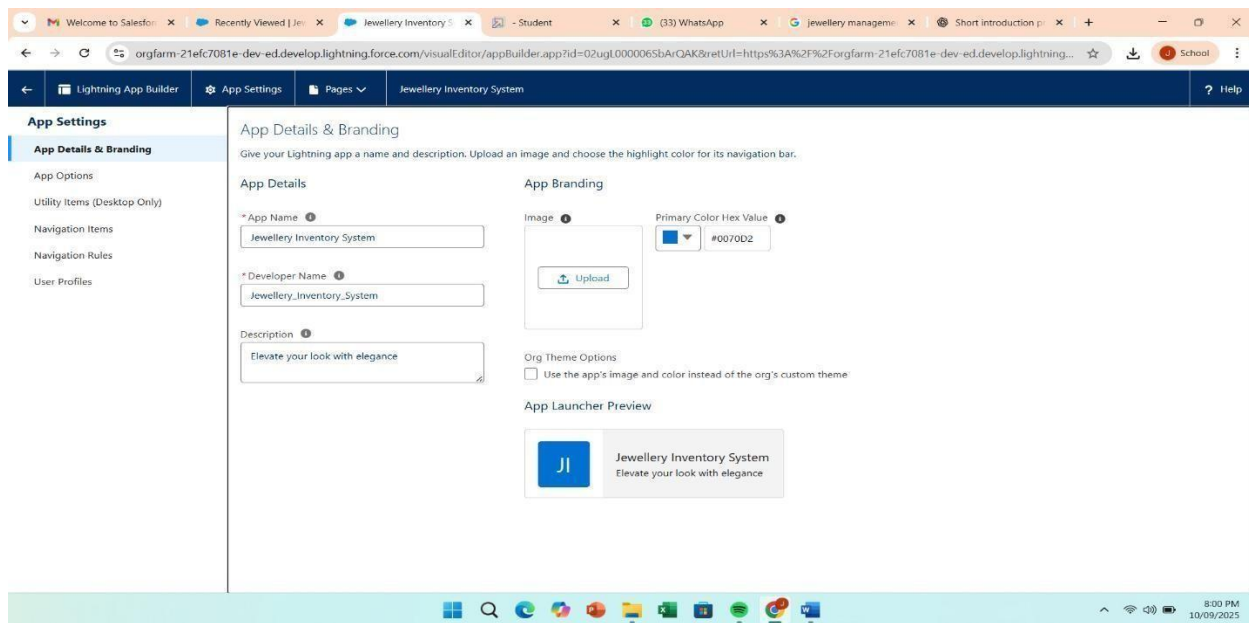 Welcome to Salesfor
Recently Viewed | Jev
Jewellery Inventory S
- Student
(33) WhatsApp
jewellery manageme
Short introduction pr
orgfarm-21efc7081e-dev-ed.develop.lightning.force.com/visualEditor/appBuilder.app?id=02ugL000006SbArQAK&retUrl=https%3A%2F%2Forgfarm-21efc7081e-dev-ed.develop.lightning...
School
Lightning App Builder
App Settings
Pages
Jewellery Inventory System
? Help
App Settings
App Details & Branding
App Options
Utility Items (Desktop Only)
Navigation Items
Navigation Rules
User Profiles
App Details & Branding
Give your Lightning app a name and description. Upload an image and choose the highlight color for its navigation bar.
App Details
*App Name
Jewellery Inventory System
*Developer Name
Jewellery_Inventory_System
Description
Elevate your look with elegance
App Branding
Image
Upload
Primary Color Hex Value
#0070D2
Org Theme Options
Use the app's image and color instead of the org's custom theme
App Launcher Preview
JI
Jewellery Inventory System
Elevate your look with elegance
8:00 PM
10/09/2025